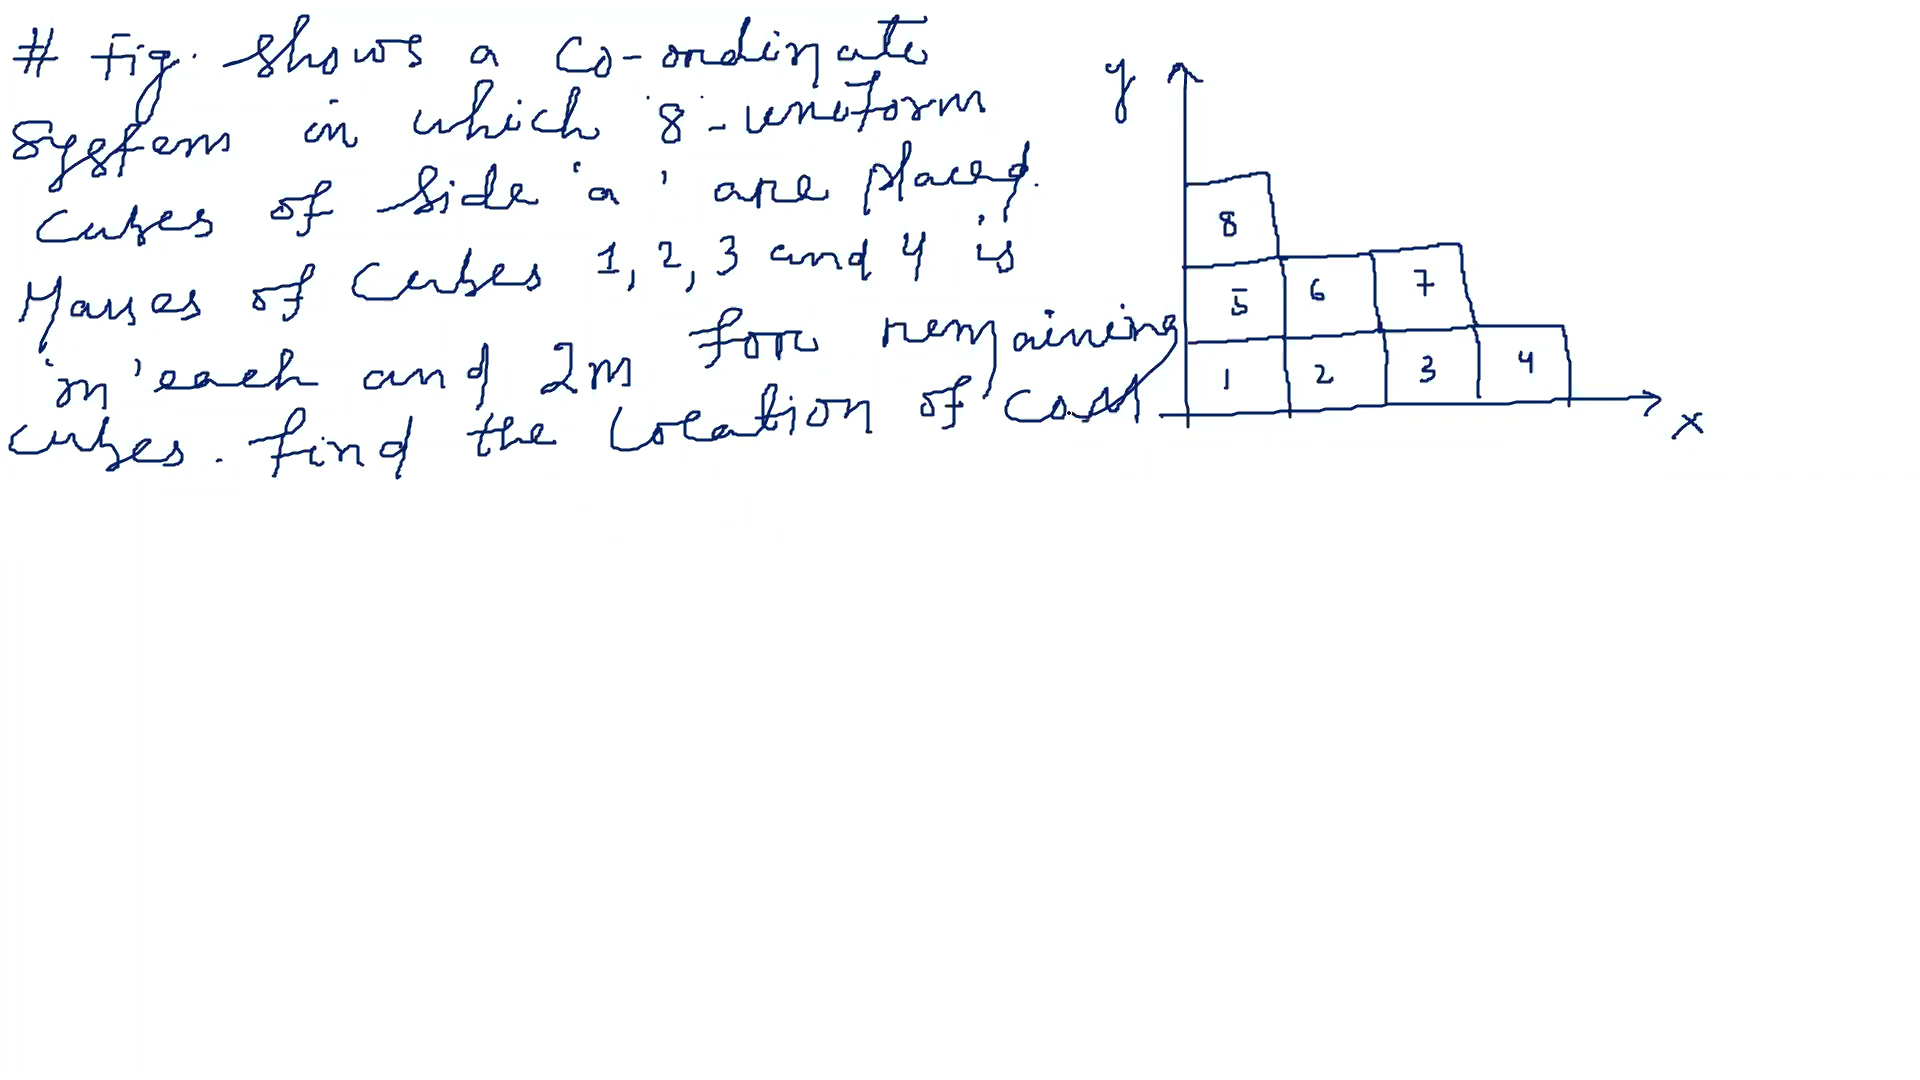 # Fig. shows a Co-ordinate
System in which 8-uniform
cubes of side 'a' are placed.
Masses of Cubes 1, 2, 3 and 4 is
'm' each and 2m for remaining
cubes. find the location of COM
y
8
5 6 7
1 2 3 4
x